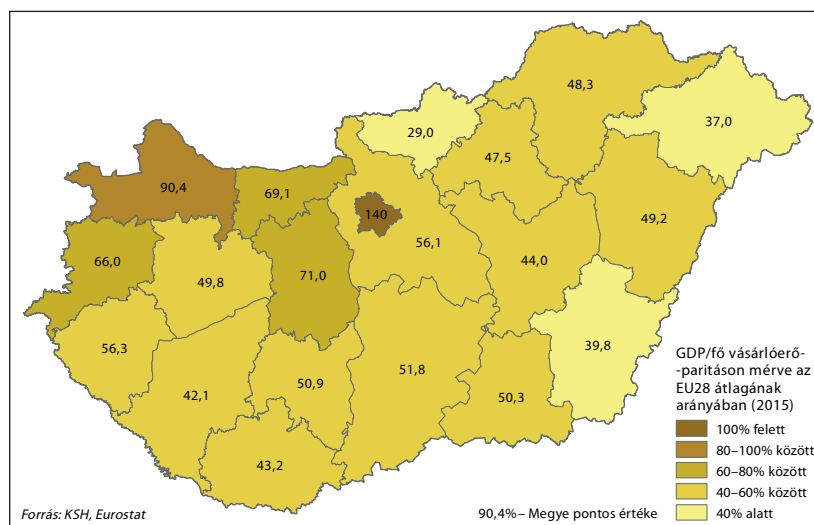 48,3
37,0
29,0
47,5
90,4
69,1
49,2
140
56,1
66,0
44,0
49,8
71,0
39,8
56,3
42,1
50,9
51,8
50,3
43,2
GDP/fő vásárlóerő-
-paritáson mérve az
EU28 átlagának
arányában (2015)
100% felett
80–100% között
60–80% között
40–60% között
40% alatt
Forrás: KSH, Eurostat
90,4%– Megye pontos értéke